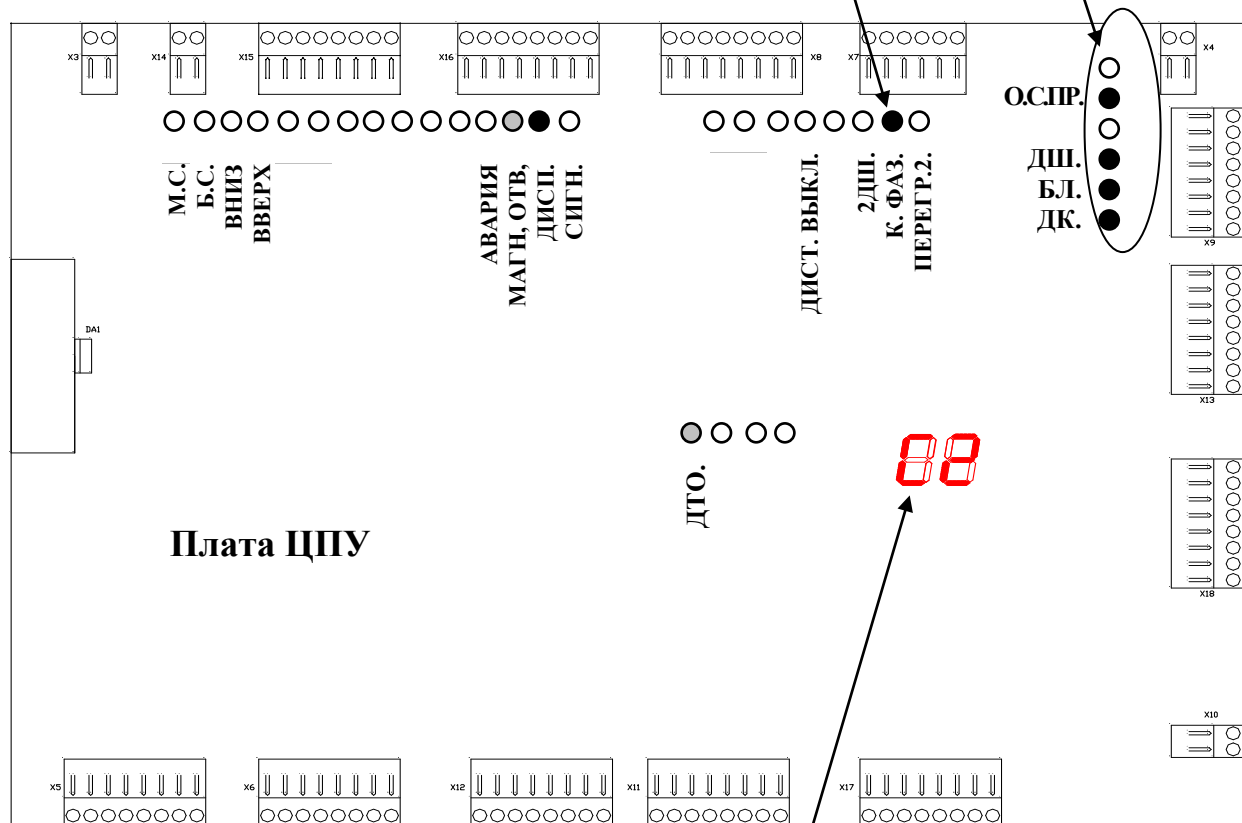 X3
X14
X15
X16
X8
X7
X4
О.С.ПР.
ДШ.
БЛ.
ДК.
М.С.
Б.С.
ВНИЗ
ВВЕРХ
АВАРИЯ
МАГН, ОТВ,
ДИСП.
СИГН.
ДИСТ. ВЫКЛ.
2ДШ.
К. ФАЗ.
ПЕРЕГР.2.
X9
DA1
X13
ДТО.
C2
Плата ЦПУ
X18
X10
X5
X6
X12
X11
X17